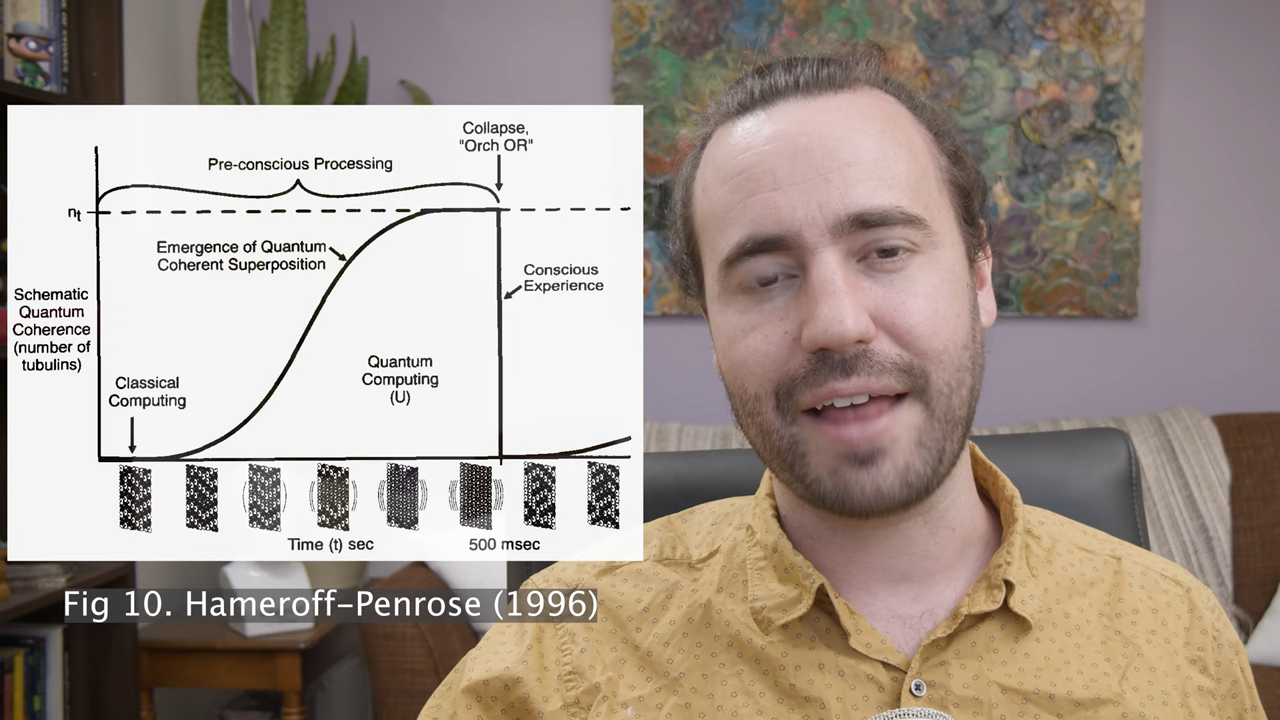 Collapse,
"Orch OR"
Pre-conscious Processing
nt
Emergence of Quantum
Coherent Superposition
Conscious
Experience
Schematic
Quantum
Coherence
(number of
tubulins)
Quantum
Computing
(U)
Classical
Computing
Time (t) sec
500 msec
Fig 10. Hameroff-Penrose (1996)